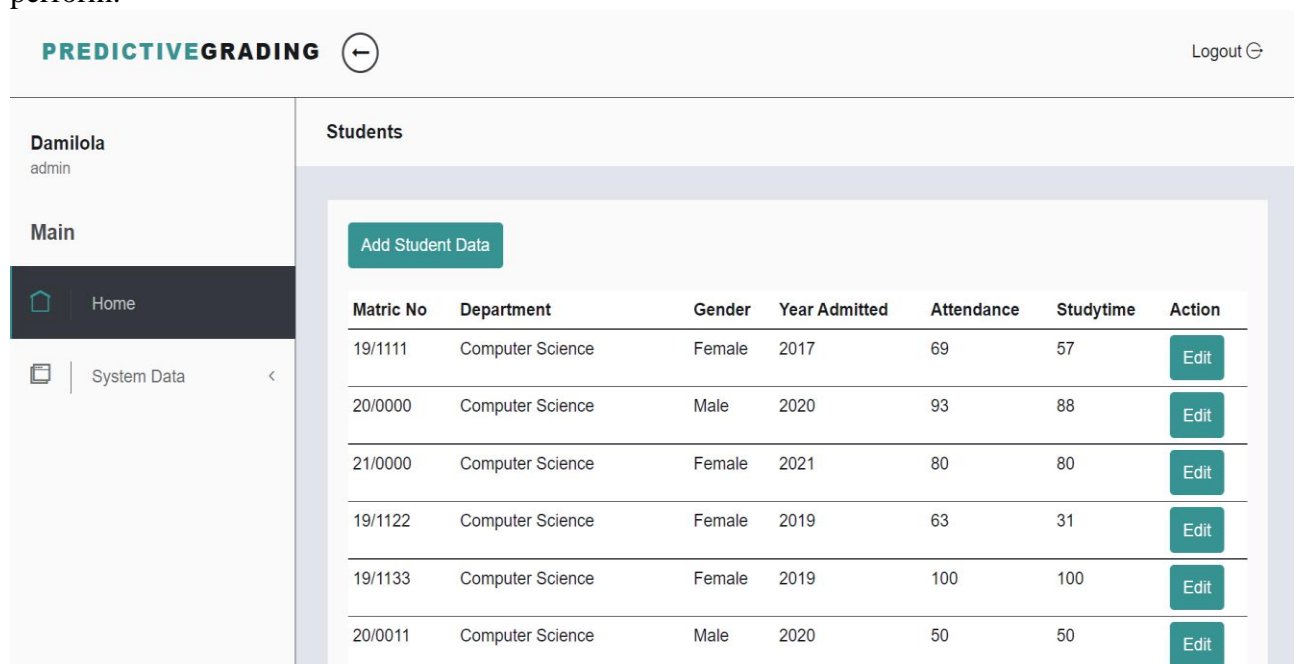 perform.
PREDICTIVEGRADING
Logout
Damilola
admin
Main
Home
System Data
Students
Add Student Data
Matric No Department Gender Year Admitted Attendance Studytime Action
19/1111 Computer Science Female 2017 69 57 Edit
20/0000 Computer Science Male 2020 93 88 Edit
21/0000 Computer Science Female 2021 80 80 Edit
19/1122 Computer Science Female 2019 63 31 Edit
19/1133 Computer Science Female 2019 100 100 Edit
20/0011 Computer Science Male 2020 50 50 Edit